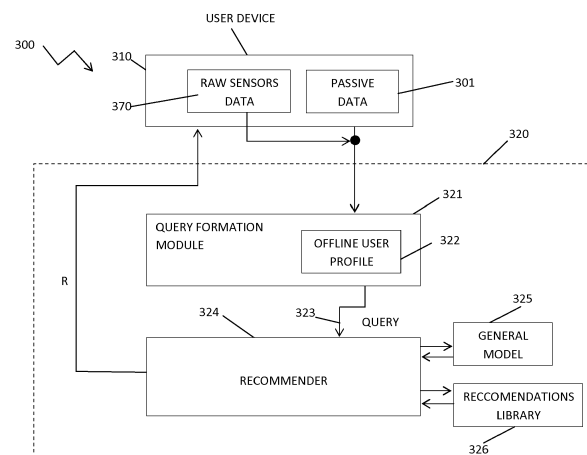 USER DEVICE
300
310
RAW SENSORS
DATA
370
PASSIVE
DATA
301
320
321
QUERY FORMATION
MODULE
OFFLINE USER
PROFILE
322
R
324
323
QUERY
325
GENERAL
MODEL
RECOMMENDER
RECCOMENDATIONS
LIBRARY
326